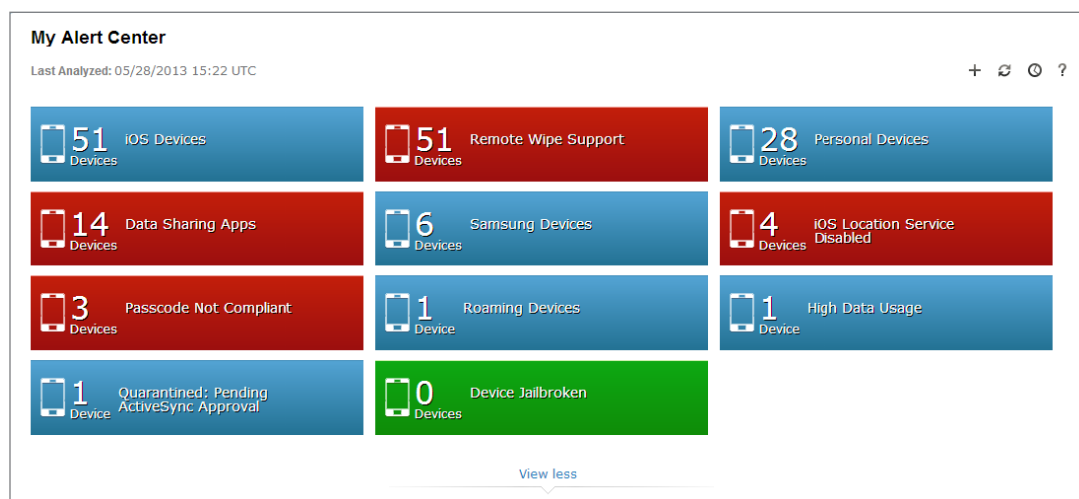 My Alert Center
Last Analyzed: 05/28/2013 15:22 UTC
?
51 Devices iOS Devices
51 Devices Remote Wipe Support
28 Devices Personal Devices
14 Devices Data Sharing Apps
6 Devices Samsung Devices
4 Devices iOS Location Service
Disabled
3 Devices Passcode Not Compliant
1 Device Roaming Devices
1 Device High Data Usage
1 Device Quarantined: Pending
ActiveSync Approval
0 Devices Device Jailbroken
View less